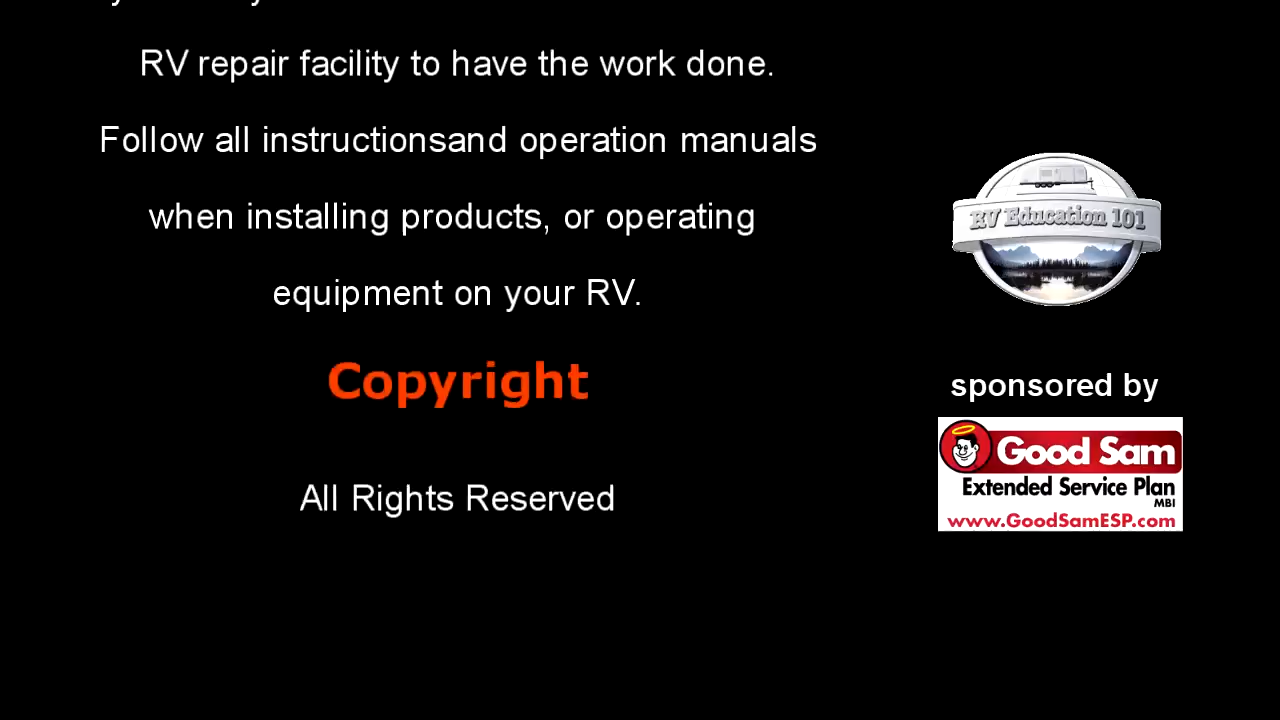 RV repair facility to have the work done.
Follow all instructionsand operation manuals
when installing products, or operating
equipment on your RV.
Copyright
All Rights Reserved
RV Education 101
sponsored by
Good Sam
Extended Service Plan
MBI
www.GoodSamESP.com